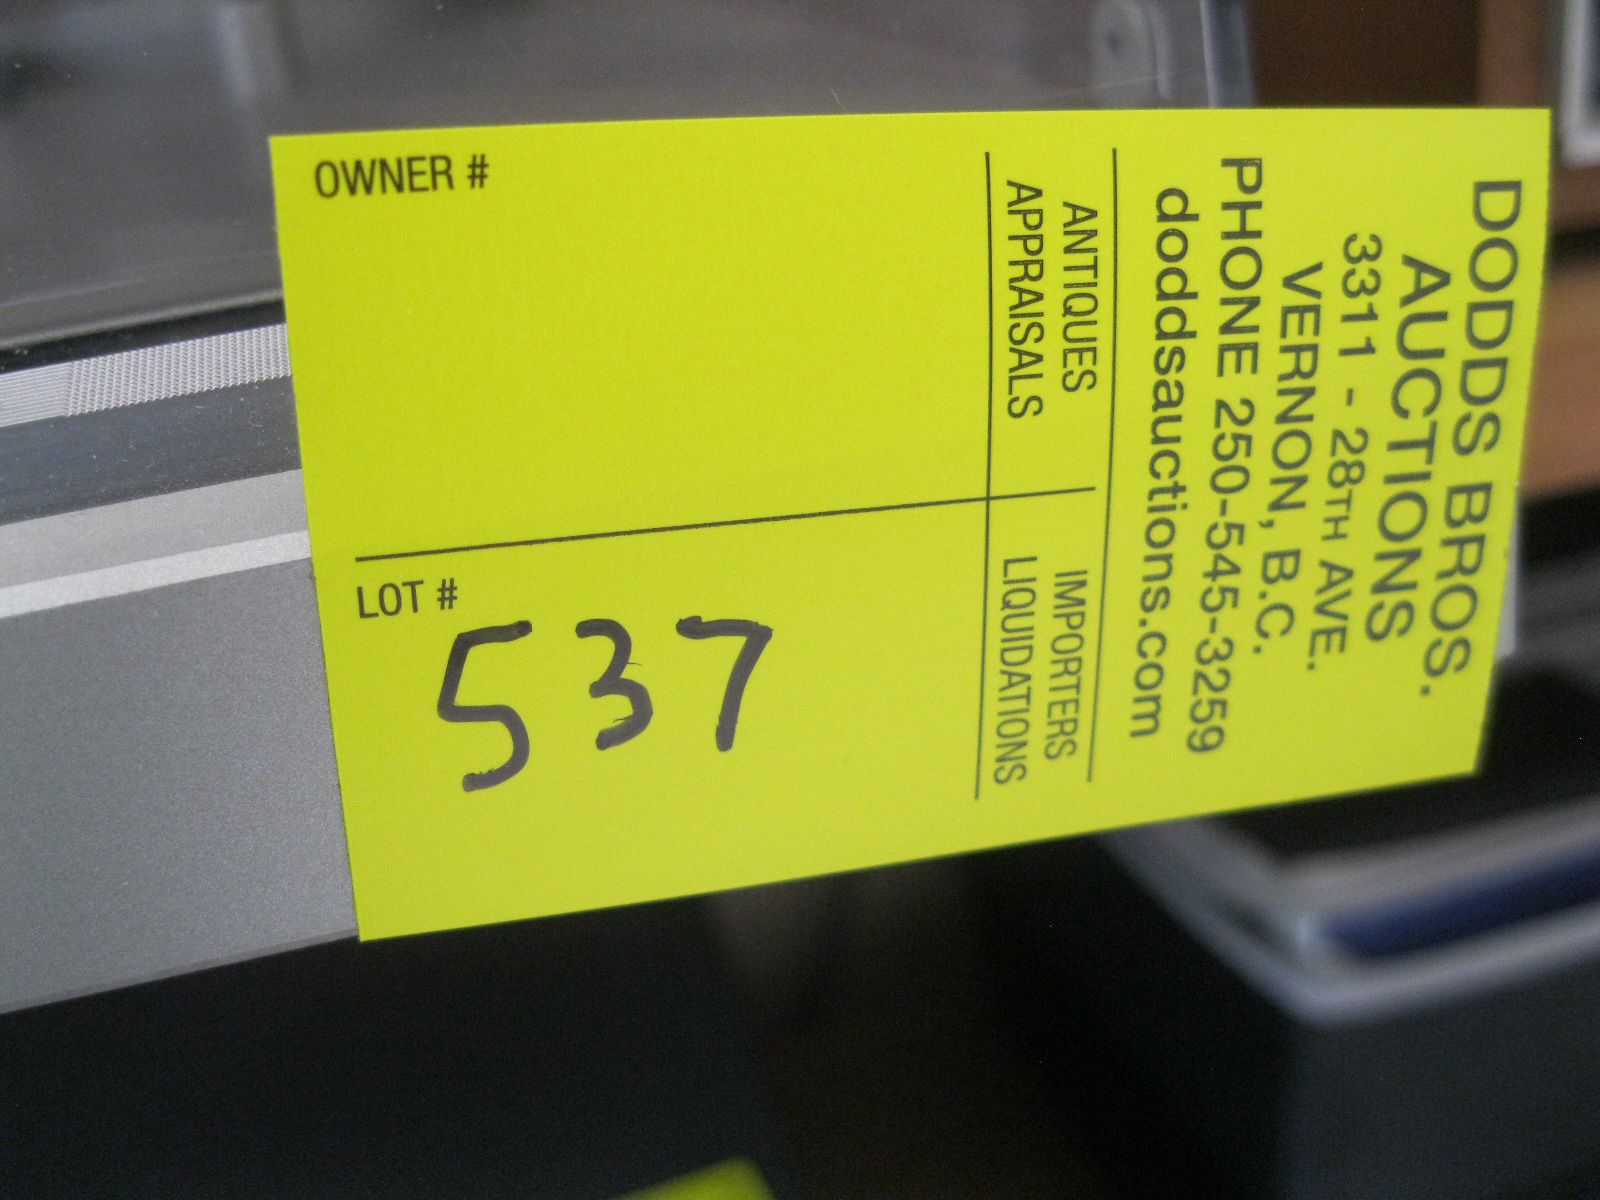 OWNER #
LOT #
537
DODDS BROS.
AUCTIONS
3311 - 28TH AVE.
VERNON, B.C.
PHONE 250-545-3259
doddsauctions.com
ANTIQUES
APPRAISALS
IMPORTERS
LIQUIDATIONS